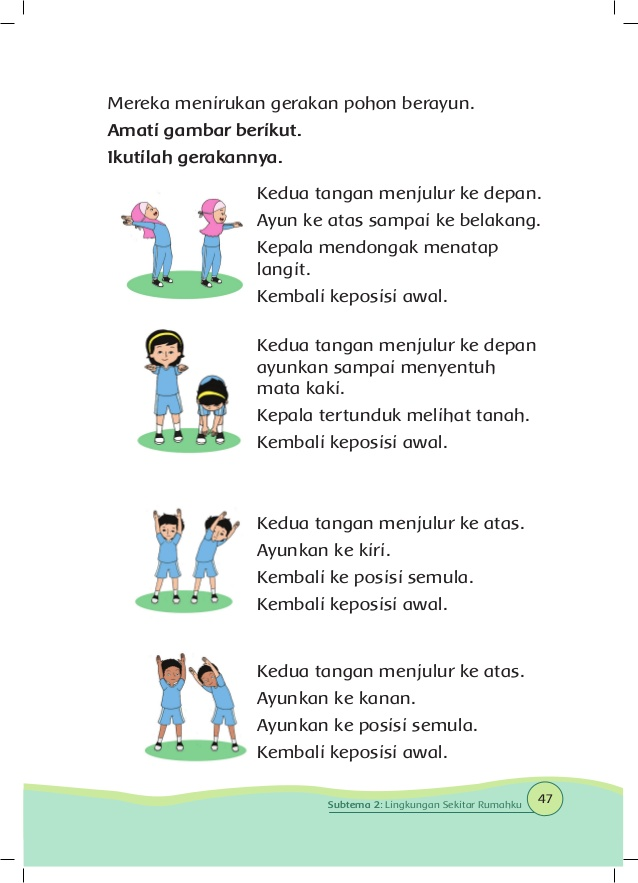 Mereka menirukan gerakan pohon berayun.
Amati gambar berikut.
Ikutilah gerakannya.
Kedua tangan menjulur ke depan.
Ayun ke atas sampai ke belakang.
Kepala mendongak menatap
langit.
Kembali keposisi awal.
Kedua tangan menjulur ke depan
ayunkan sampai menyentuh
mata kaki.
Kepala tertunduk melihat tanah.
Kembali keposisi awal.
Kedua tangan menjulur ke atas.
Ayunkan ke kiri.
Kembali ke posisi semula.
Kembali keposisi awal.
Kedua tangan menjulur ke atas.
Ayunkan ke kanan.
Ayunkan ke posisi semula.
Kembali keposisi awal.
Subtema 2: Lingkungan Sekitar Rumahku
47